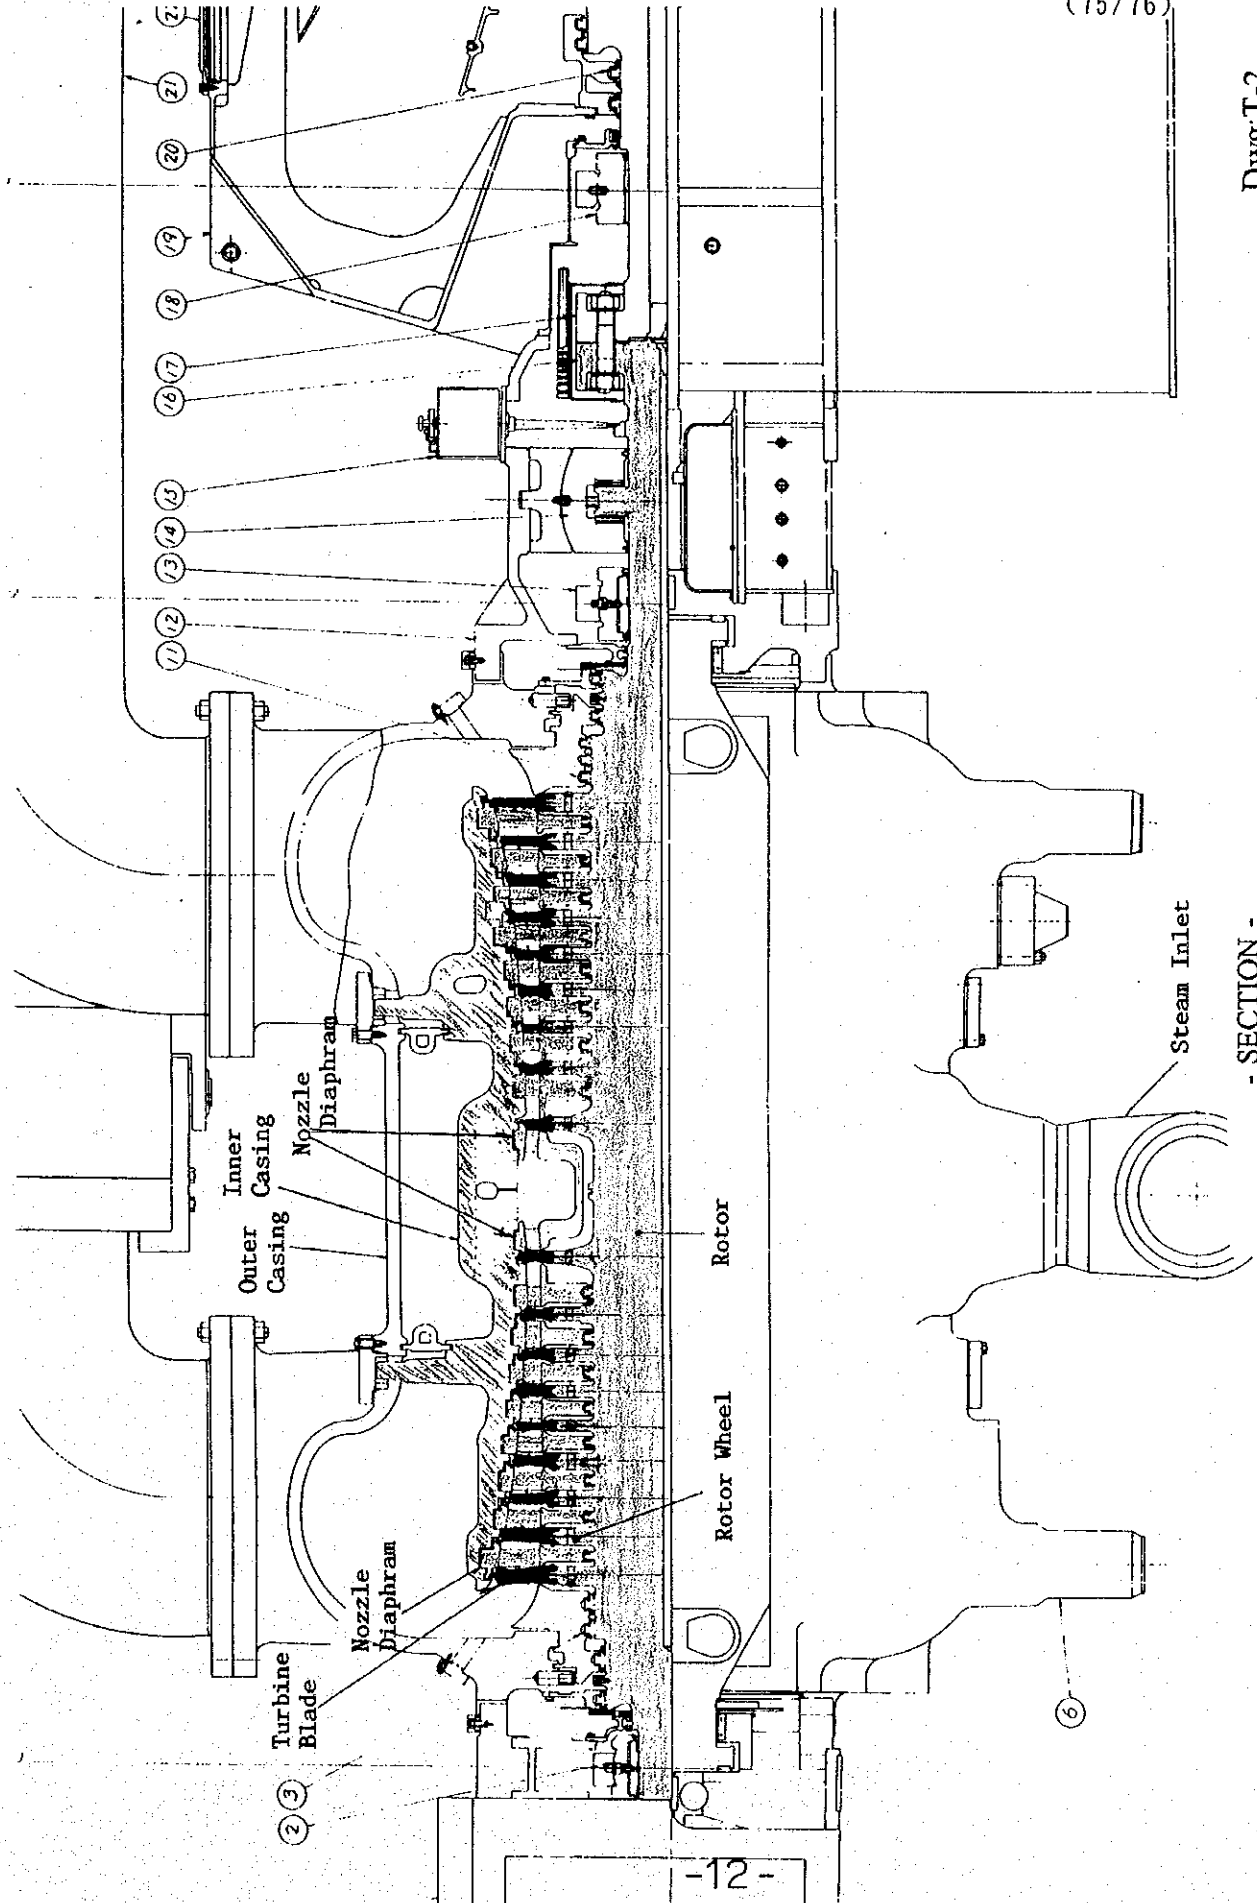 (75/76)
Dwg T-2
22
21
20
19
18
17
16
15
14
13
12
11
Nozzle
Diaphram
Inner
Casing
Outer
Casing
Nozzle
Diaphram
Turbine
Blade
3
2
Rotor
Rotor Wheel
Steam Inlet
6
- SECTION -
-12-